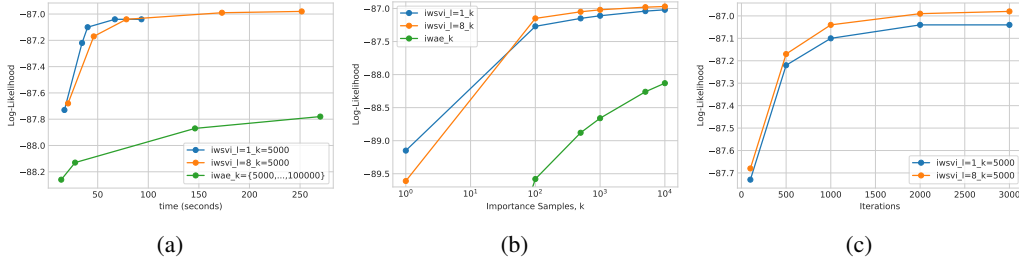 −87.0
−87.2
−87.4
−87.6
−87.8
−88.0
−88.2
Log-Likelihood
50
100
150
200
250
time (seconds)
iwsvi_l=1_k=5000
iwsvi_l=8_k=5000
iwae_k={5000,...,100000}
(a)
−87.0
−87.5
−88.0
−88.5
−89.0
−89.5
Log-Likelihood
iwsvi_l=1_k
iwsvi_l=8_k
iwae_k
10⁰
10¹
10²
10³
10⁴
Importance Samples, k
(b)
−87.0
−87.1
−87.2
−87.3
−87.4
−87.5
−87.6
−87.7
Log-Likelihood
iwsvi_l=1_k=5000
iwsvi_l=8_k=5000
0
500
1000
1500
2000
2500
3000
Iterations
(c)